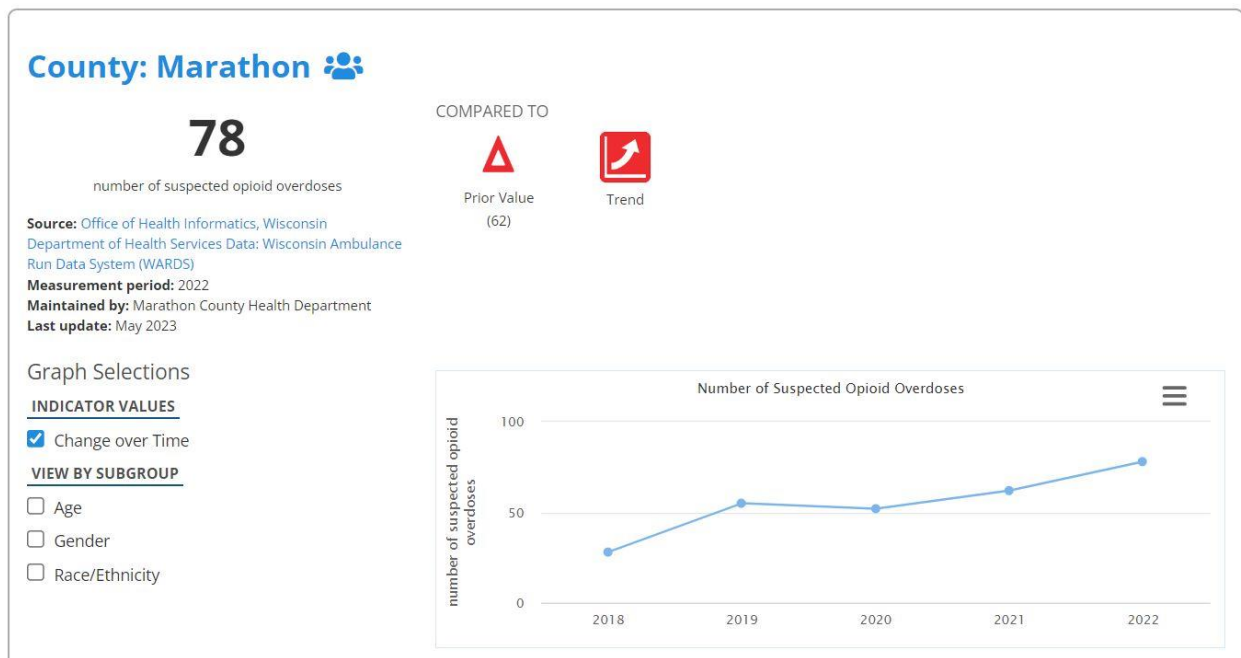 County: Marathon
78
number of suspected opioid overdoses
Source: Office of Health Informatics, Wisconsin
Department of Health Services Data: Wisconsin Ambulance
Run Data System (WARDS)
Measurement period: 2022
Maintained by: Marathon County Health Department
Last update: May 2023
COMPARED TO
Prior Value
(62)
Trend
Graph Selections
INDICATOR VALUES
Change over Time
VIEW BY SUBGROUP
Age
Gender
Race/Ethnicity
Number of Suspected Opioid Overdoses
number of suspected opioid
overdoses
100
50
0
2018 2019 2020 2021 2022